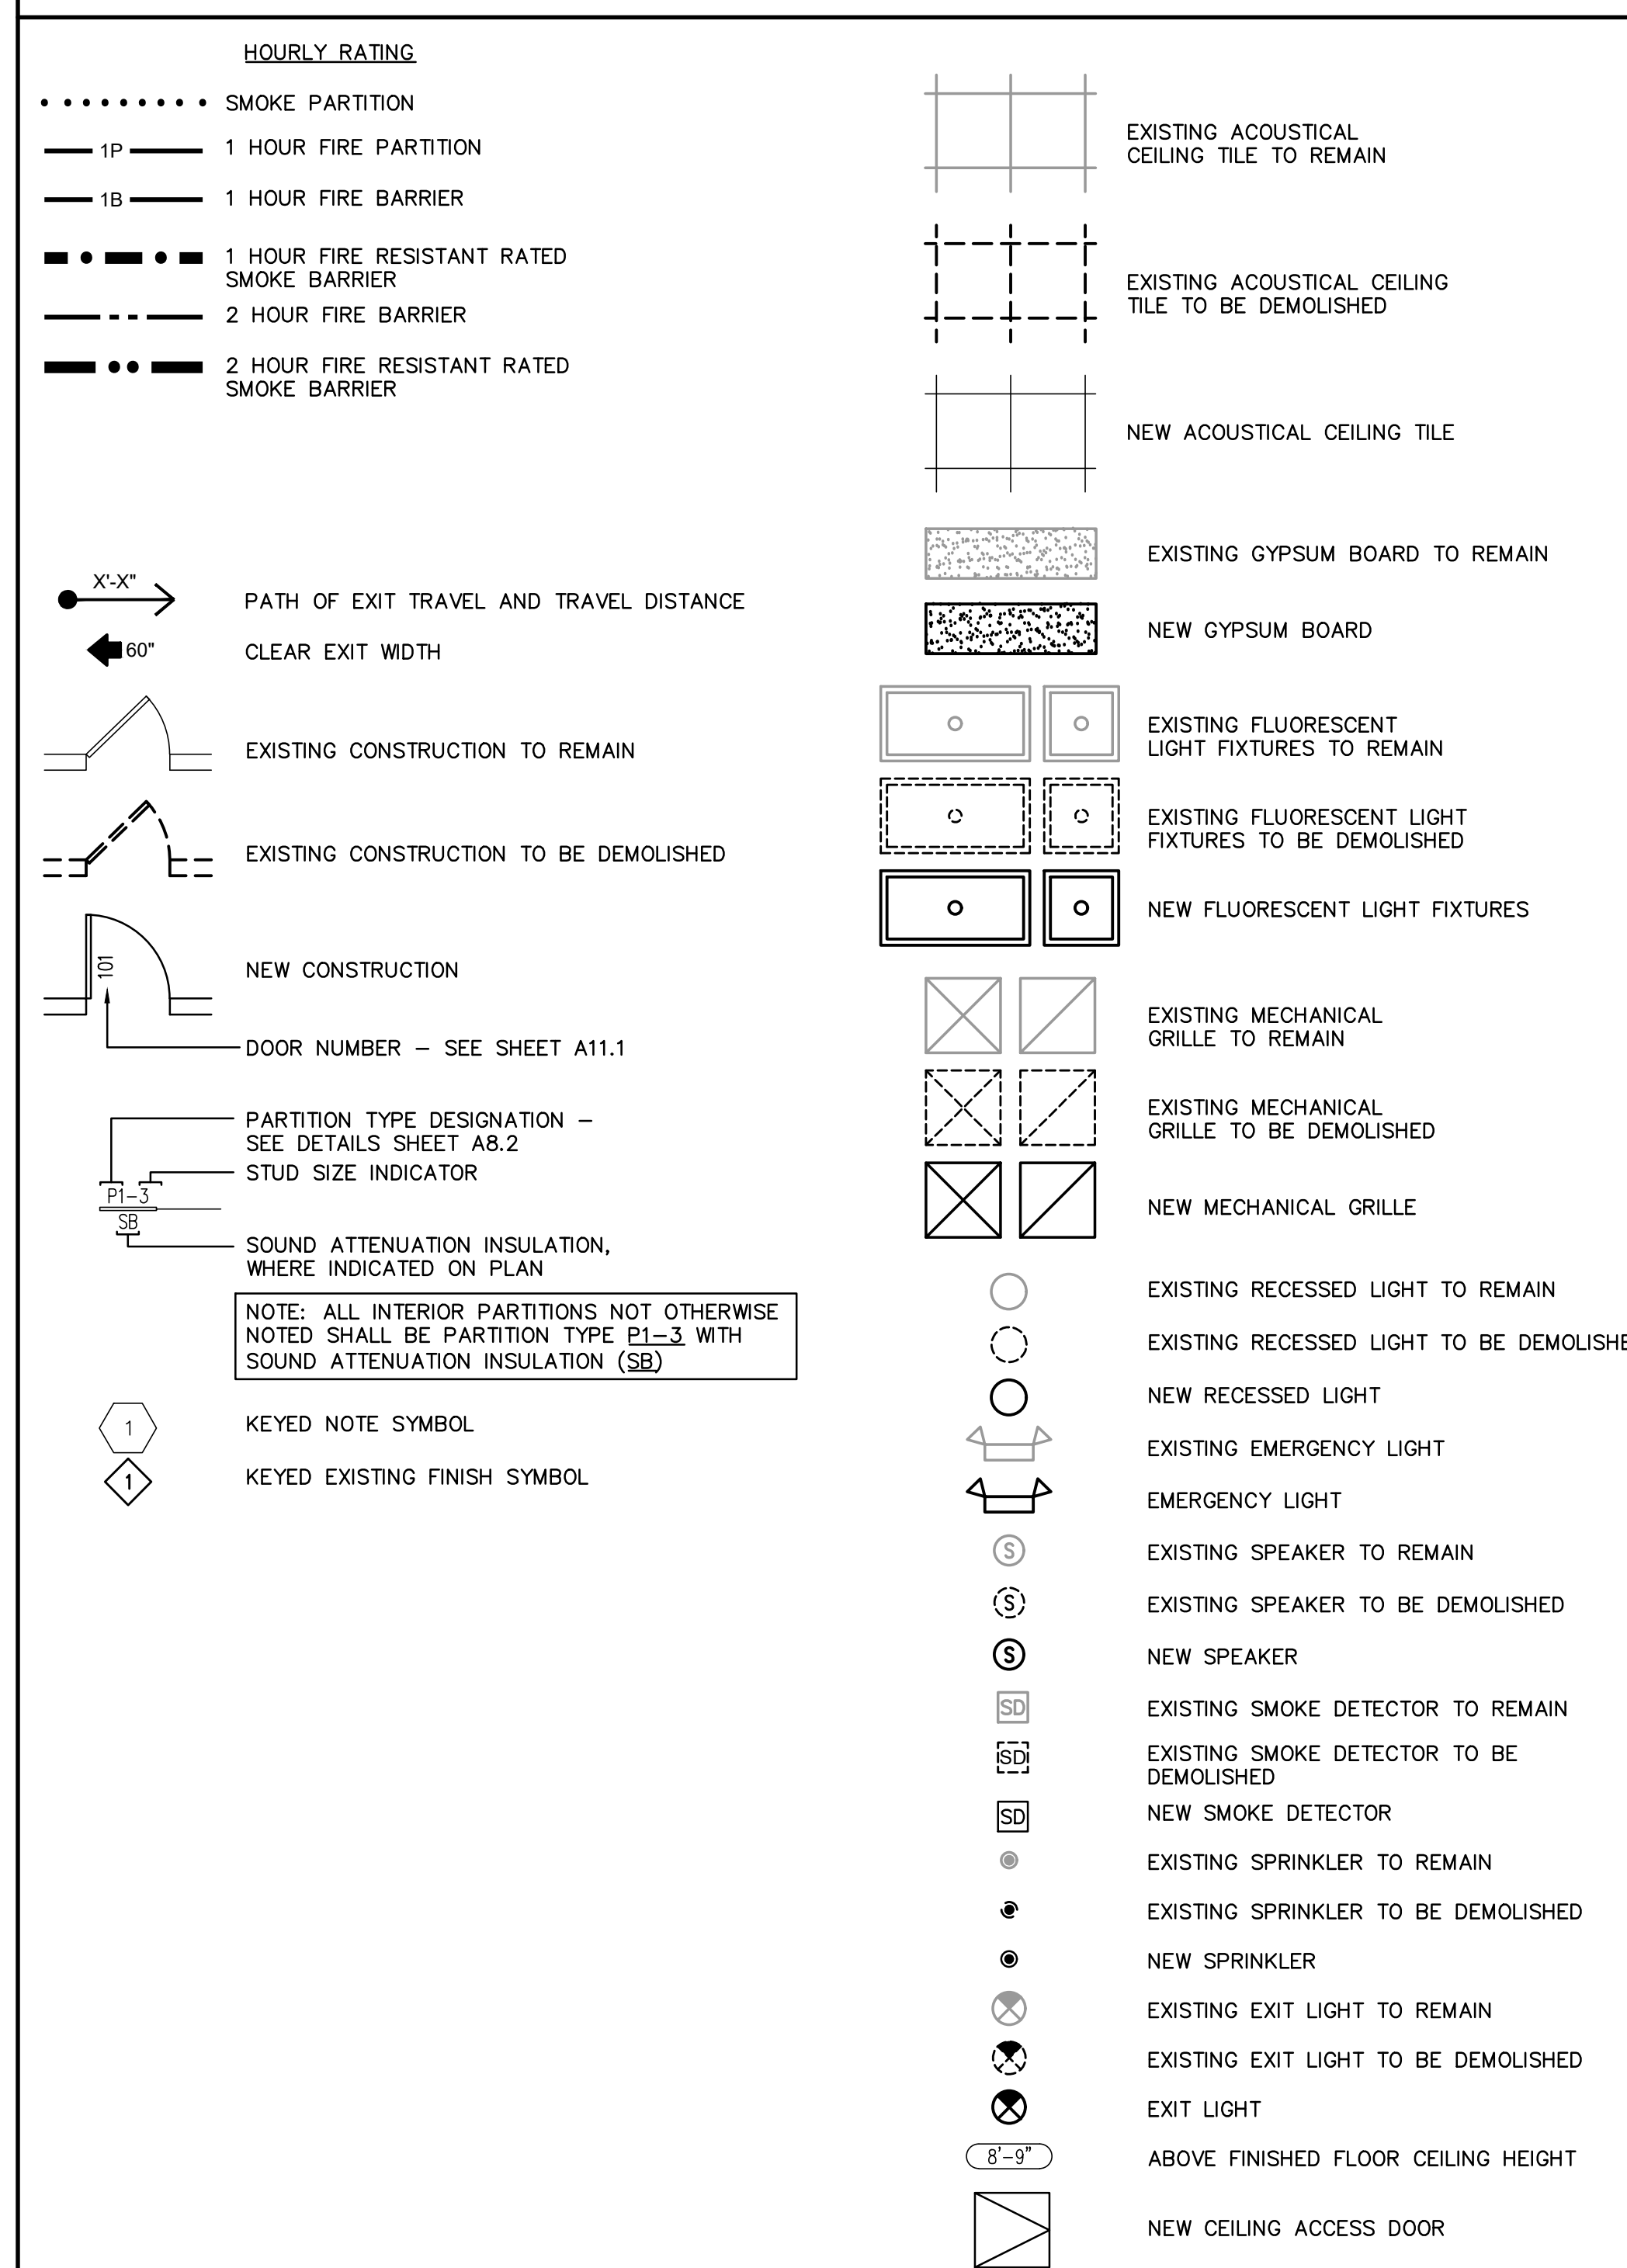 HOURLY RATING
SMOKE PARTITION
1P
1 HOUR FIRE PARTITION
1B
1 HOUR FIRE BARRIER
1 HOUR FIRE RESISTANT RATED
SMOKE BARRIER
2 HOUR FIRE BARRIER
2 HOUR FIRE RESISTANT RATED
SMOKE BARRIER
X'-X"
PATH OF EXIT TRAVEL AND TRAVEL DISTANCE
60"
CLEAR EXIT WIDTH
EXISTING CONSTRUCTION TO REMAIN
EXISTING CONSTRUCTION TO BE DEMOLISHED
101
NEW CONSTRUCTION
DOOR NUMBER – SEE SHEET A11.1
PARTITION TYPE DESIGNATION –
SEE DETAILS SHEET A8.2
STUD SIZE INDICATOR
P1–3
SB
SOUND ATTENUATION INSULATION,
WHERE INDICATED ON PLAN
NOTE: ALL INTERIOR PARTITIONS NOT OTHERWISE
NOTED SHALL BE PARTITION TYPE P1–3 WITH
SOUND ATTENUATION INSULATION (SB)
1
KEYED NOTE SYMBOL
1
KEYED EXISTING FINISH SYMBOL
EXISTING ACOUSTICAL
CEILING TILE TO REMAIN
EXISTING ACOUSTICAL CEILING
TILE TO BE DEMOLISHED
NEW ACOUSTICAL CEILING TILE
EXISTING GYPSUM BOARD TO REMAIN
NEW GYPSUM BOARD
EXISTING FLUORESCENT
LIGHT FIXTURES TO REMAIN
EXISTING FLUORESCENT LIGHT
FIXTURES TO BE DEMOLISHED
NEW FLUORESCENT LIGHT FIXTURES
EXISTING MECHANICAL
GRILLE TO REMAIN
EXISTING MECHANICAL
GRILLE TO BE DEMOLISHED
NEW MECHANICAL GRILLE
EXISTING RECESSED LIGHT TO REMAIN
EXISTING RECESSED LIGHT TO BE DEMOLISHE
NEW RECESSED LIGHT
EXISTING EMERGENCY LIGHT
EMERGENCY LIGHT
S
EXISTING SPEAKER TO REMAIN
S
EXISTING SPEAKER TO BE DEMOLISHED
S
NEW SPEAKER
SD
EXISTING SMOKE DETECTOR TO REMAIN
SD
EXISTING SMOKE DETECTOR TO BE
DEMOLISHED
SD
NEW SMOKE DETECTOR
EXISTING SPRINKLER TO REMAIN
EXISTING SPRINKLER TO BE DEMOLISHED
NEW SPRINKLER
EXISTING EXIT LIGHT TO REMAIN
EXISTING EXIT LIGHT TO BE DEMOLISHED
EXIT LIGHT
8'–9"
ABOVE FINISHED FLOOR CEILING HEIGHT
NEW CEILING ACCESS DOOR